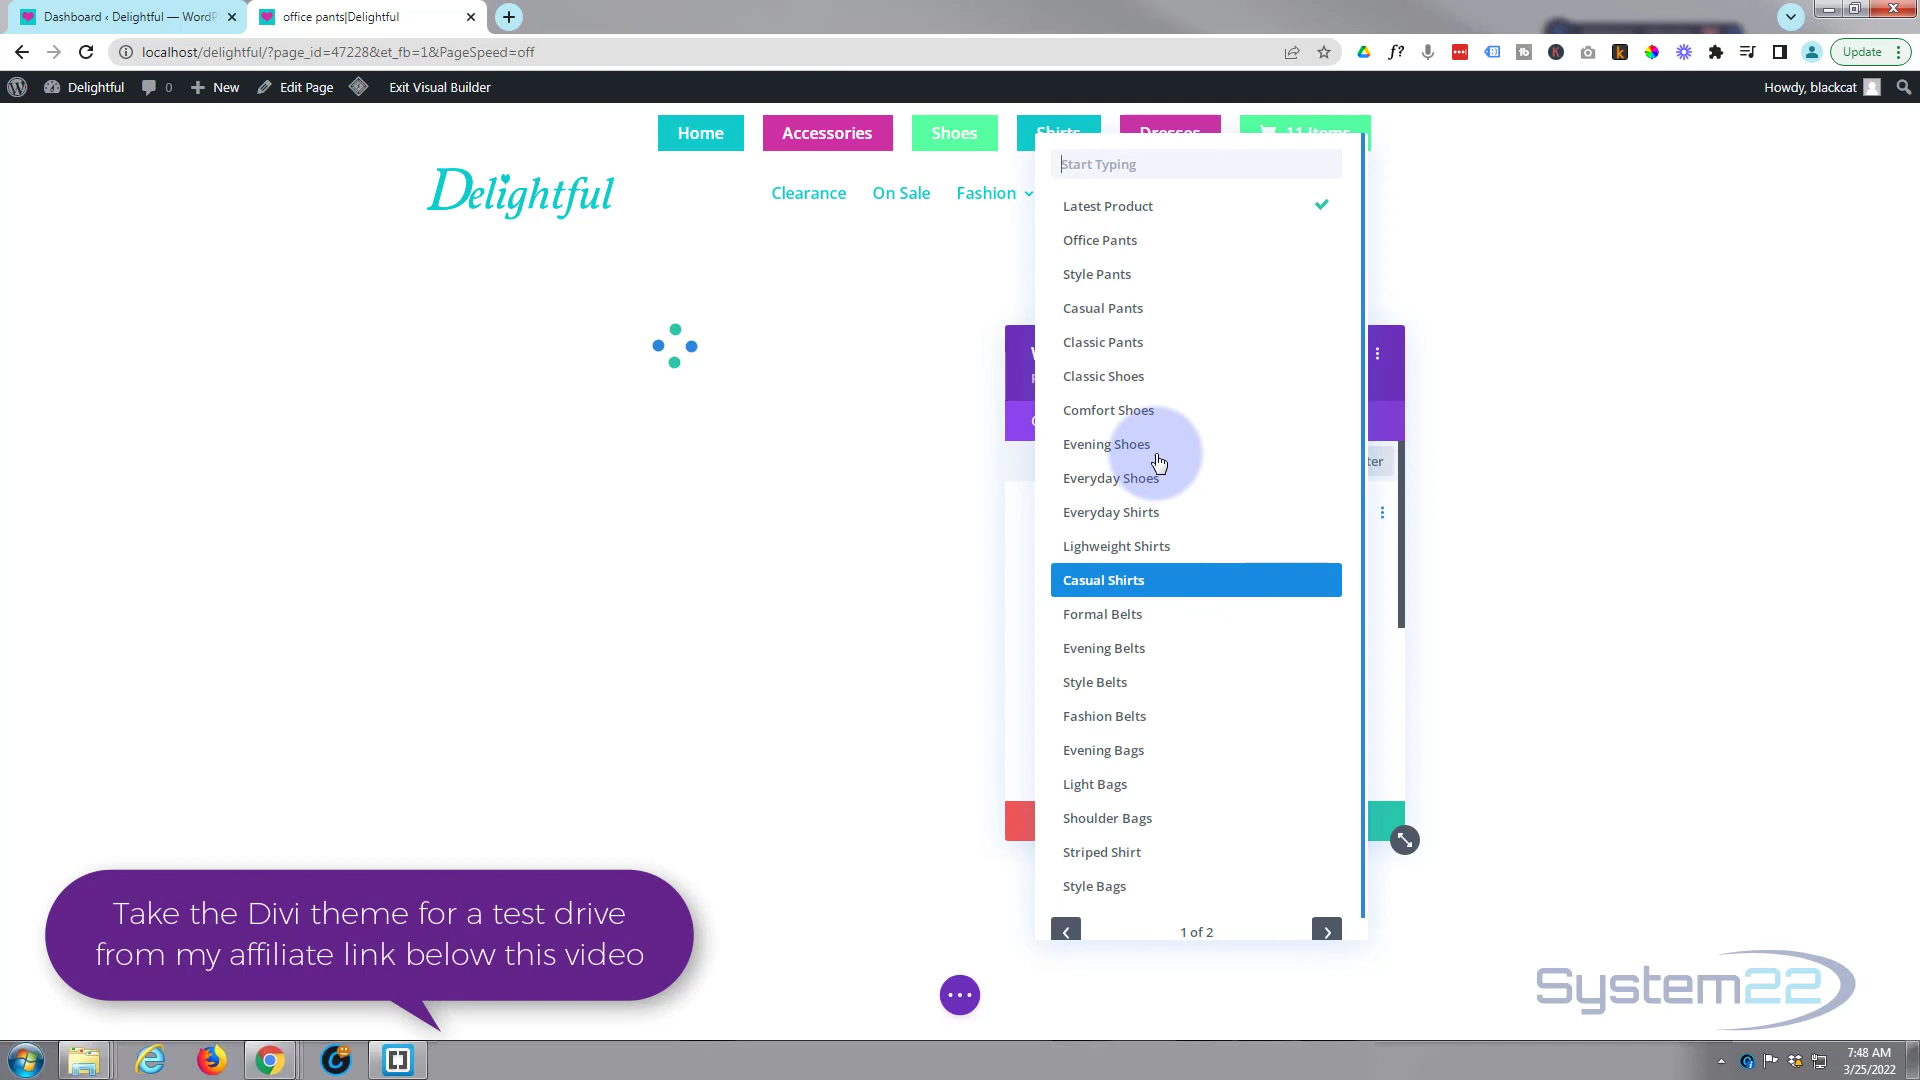 Dashboard ‹ Delightful — WordP
office pants|Delightful
localhost/delightful/?page_id=47228&et_fb=1&PageSpeed=off
Update
Delightful
0
New
Edit Page
Exit Visual Builder
Howdy, blackcat
Home
Accessories
Shoes
Shirts
Dresses
11 Items
Delightful
Clearance
On Sale
Fashion
Start Typing
Latest Product
Office Pants
Style Pants
Casual Pants
Classic Pants
Classic Shoes
Comfort Shoes
Evening Shoes
Everyday Shoes
Everyday Shirts
Lighweight Shirts
Casual Shirts
Formal Belts
Evening Belts
Style Belts
Fashion Belts
Evening Bags
Light Bags
Shoulder Bags
Striped Shirt
Style Bags
1 of 2
ter
Take the Divi theme for a test drive
from my affiliate link below this video
System22
7:48 AM
3/25/2022